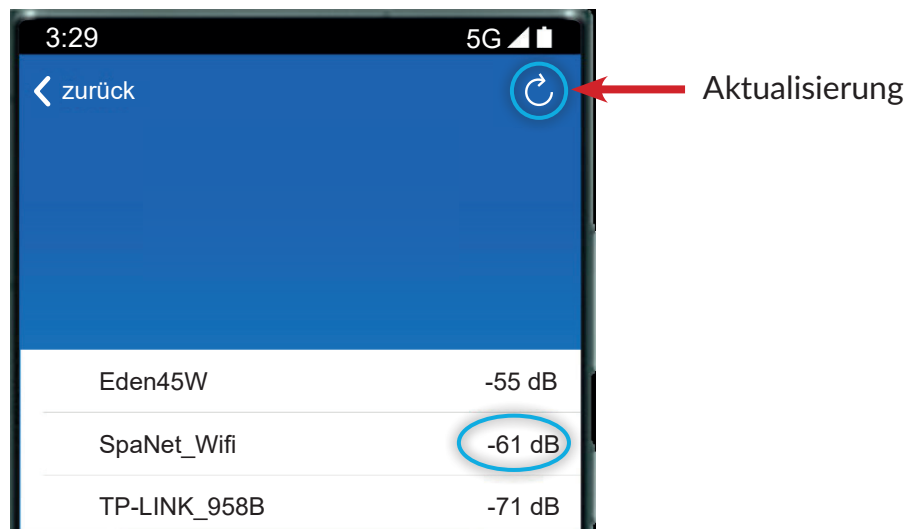 3:29 5G
zurück
Aktualisierung
Eden45W -55 dB
SpaNet_Wifi -61 dB
TP-LINK_958B -71 dB